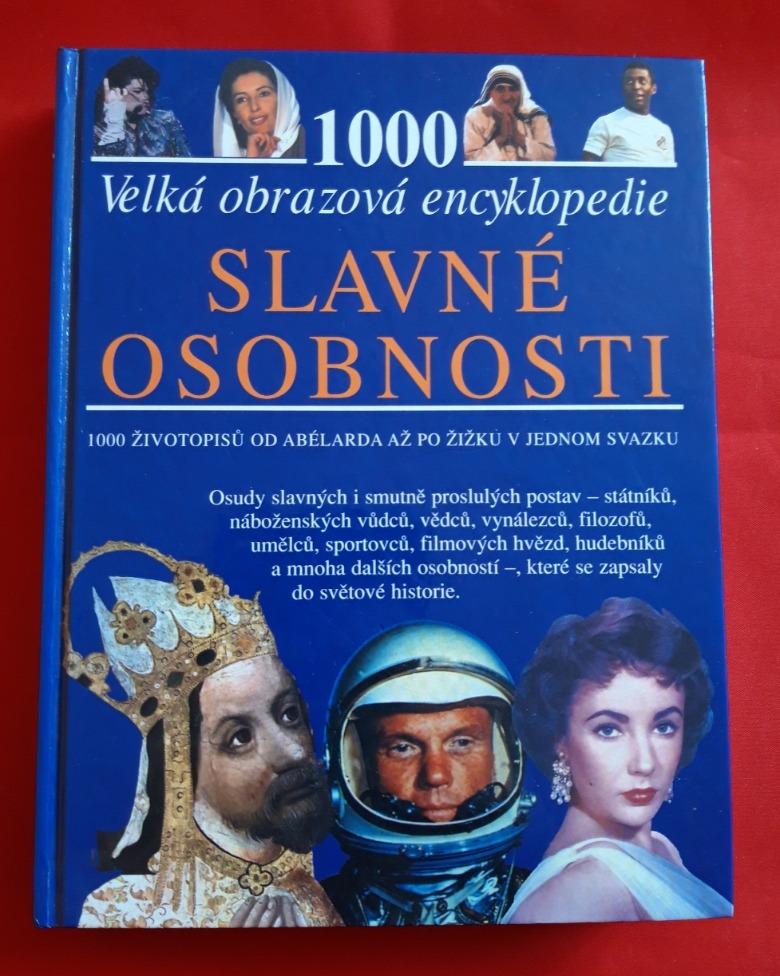 1000
Velká obrazová encyklopedie
SLAVNÉ
OSOBNOSTI
1000 ŽIVOTOPISŮ OD ABÉLARDA AŽ PO ŽIŽKU V JEDNOM SVAZKU
Osudy slavných i smutně proslulých postav – státníků,
náboženských vůdců, vědců, vynálezců, filozofů,
umělců, sportovců, filmových hvězd, hudebníků
a mnoha dalších osobností –, které se zapsaly
do světové historie.